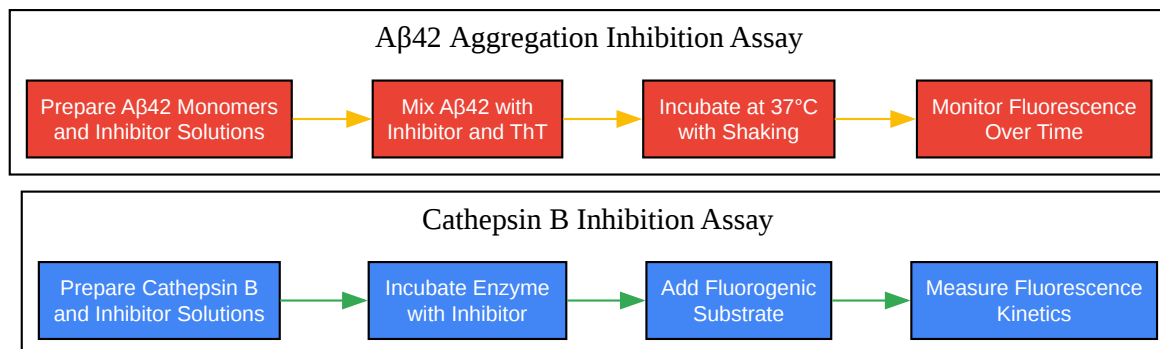 Aβ42 Aggregation Inhibition Assay
Prepare Aβ42 Monomers
and Inhibitor Solutions
Mix Aβ42 with
Inhibitor and ThT
Incubate at 37°C
with Shaking
Monitor Fluorescence
Over Time
Cathepsin B Inhibition Assay
Prepare Cathepsin B
and Inhibitor Solutions
Incubate Enzyme
with Inhibitor
Add Fluorogenic
Substrate
Measure Fluorescence
Kinetics